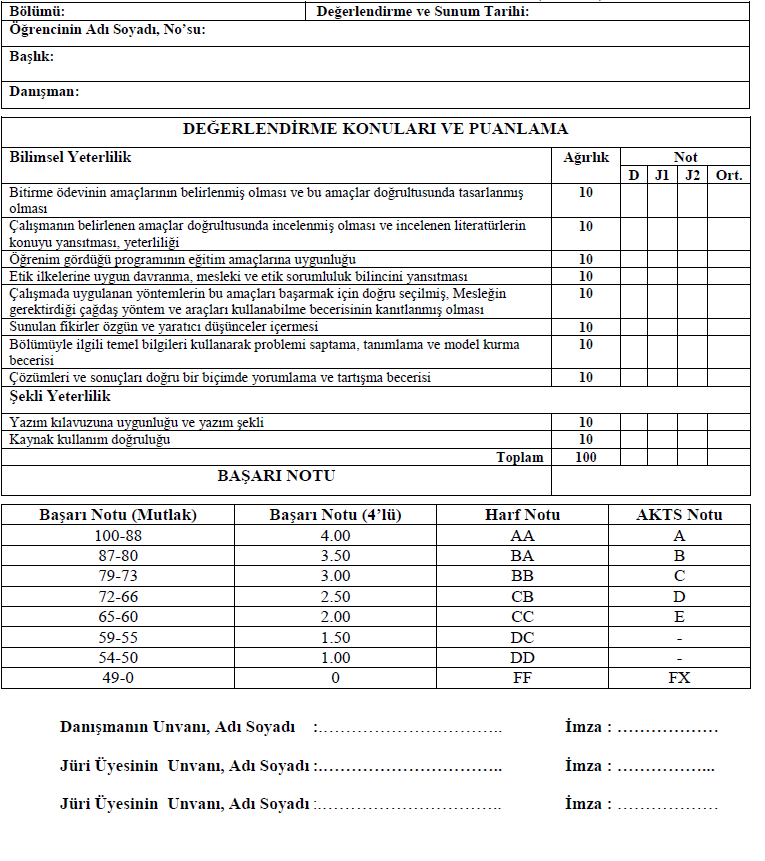 Bölümü: Değerlendirme ve Sunum Tarihi:
Öğrencinin Adı Soyadı, No’su:
Başlık:
Danışman:
DEĞERLENDİRME KONULARI VE PUANLAMA
Bilimsel Yeterlilik Ağırlık Not
D J1 J2 Ort.
Bitirme ödevinin amaçlarının belirlenmiş olması ve bu amaçlar doğrultusunda tasarlanmış 10
olması
Çalışmanın belirlenen amaçlar doğrultusunda incelenmiş olması ve incelenen literatürlerin 10
konuyu yansıtması, yeterliliği
Öğrenim gördüğü programının eğitim amaçlarına uygunluğu 10
Etik ilkelerine uygun davranma, mesleki ve etik sorumluluk bilincini yansıtması 10
Çalışmada uygulanan yöntemlerin bu amaçları başarmak için doğru seçilmiş, Mesleğin 10
gerektirdiği çağdaş yöntem ve araçları kullanabilme becerisinin kanıtlanmış olması
Sunulan fikirler özgün ve yaratıcı düşünceler içermesi 10
Bölümüyle ilgili temel bilgileri kullanarak problemi saptama, tanımlama ve model kurma 10
becerisi
Çözümleri ve sonuçları doğru bir biçimde yorumlama ve tartışma becerisi 10
Şekli Yeterlilik
Yazım kılavuzuna uygunluğu ve yazım şekli 10
Kaynak kullanım doğruluğu 10
Toplam 100
BAŞARI NOTU
Başarı Notu (Mutlak) Başarı Notu (4’lü) Harf Notu AKTS Notu
100-88 4.00 AA A
87-80 3.50 BA B
79-73 3.00 BB C
72-66 2.50 CB D
65-60 2.00 CC E
59-55 1.50 DC -
54-50 1.00 DD -
49-0 0 FF FX
Danışmanın Unvanı, Adı Soyadı :…………………………….. İmza : ………………
Jüri Üyesinin Unvanı, Adı Soyadı :…………………………….. İmza : ……………...
Jüri Üyesinin Unvanı, Adı Soyadı :…………………………….. İmza : ………………